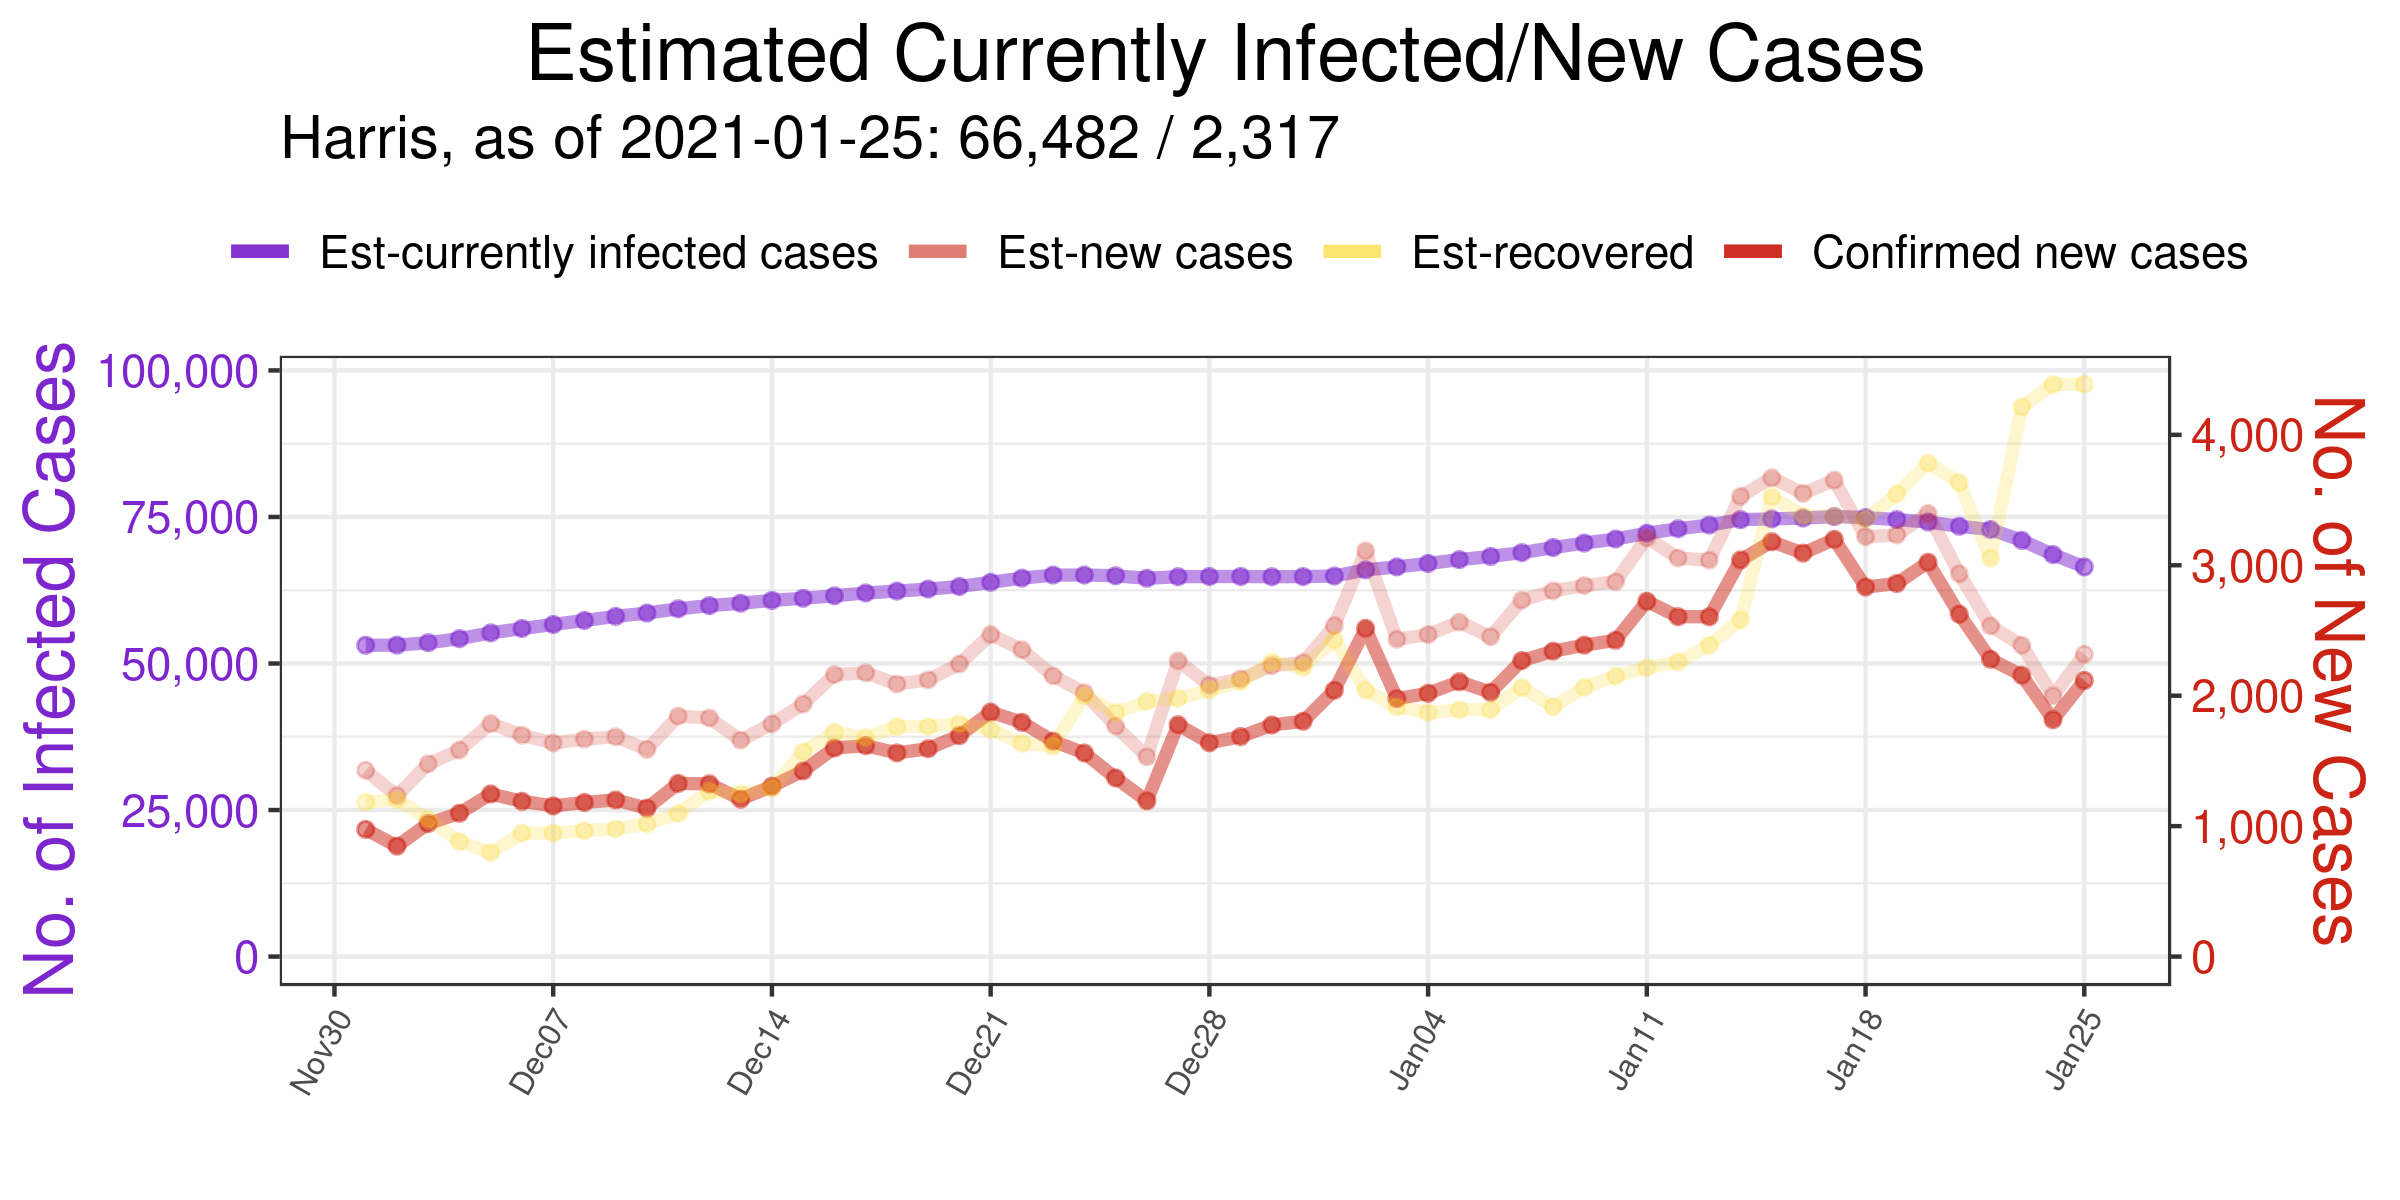 Estimated Currently Infected/New Cases
Harris, as of 2021-01-25: 66,482 / 2,317
Est-currently infected cases Est-new cases Est-recovered Confirmed new cases
No. of Infected Cases
100,000
75,000
50,000
25,000
0
4,000
3,000
2,000
1,000
0
No. of New Cases
Nov30 Dec07 Dec14 Dec21 Dec28 Jan04 Jan11 Jan18 Jan25